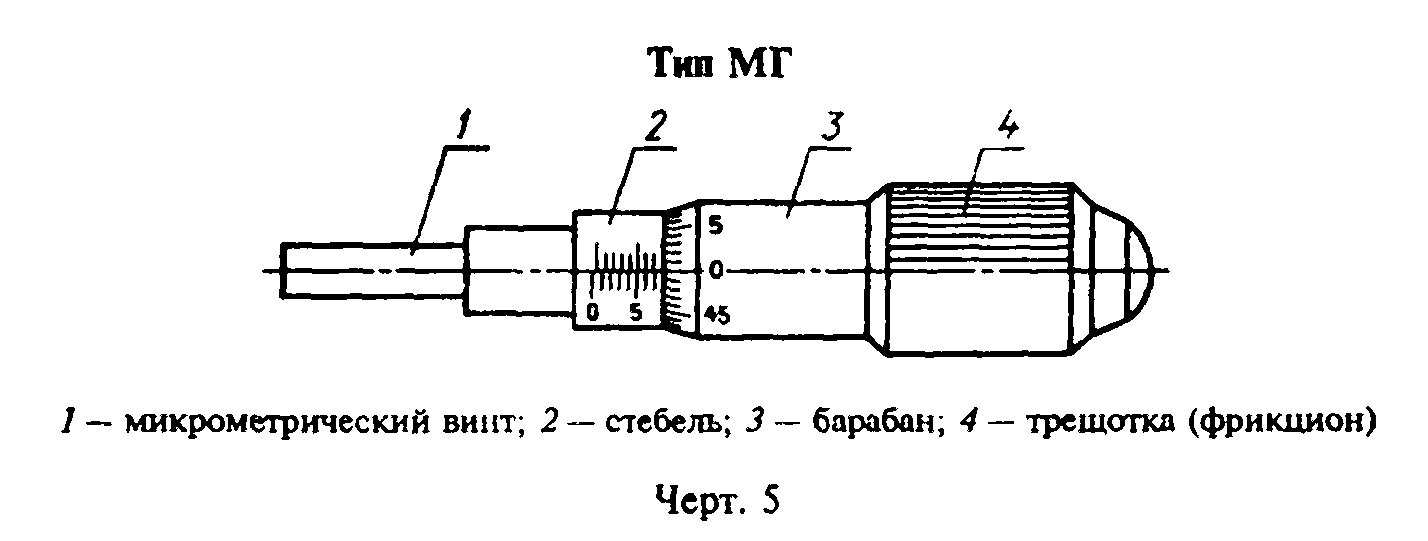 Тип МГ
1 2 3 4
5
0
0 5 45
1 — микрометрический винт; 2 — стебель; 3 — барабан; 4 — трещотка (фрикцион)
Черт. 5